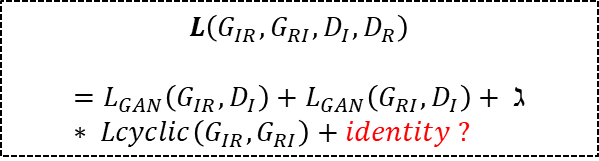 L(G_IR, G_RI, D_I, D_R)
= L_GAN(G_IR, D_I) + L_GAN(G_RI, D_I) + ג
* Lcyclic(G_IR, G_RI) + identity ?